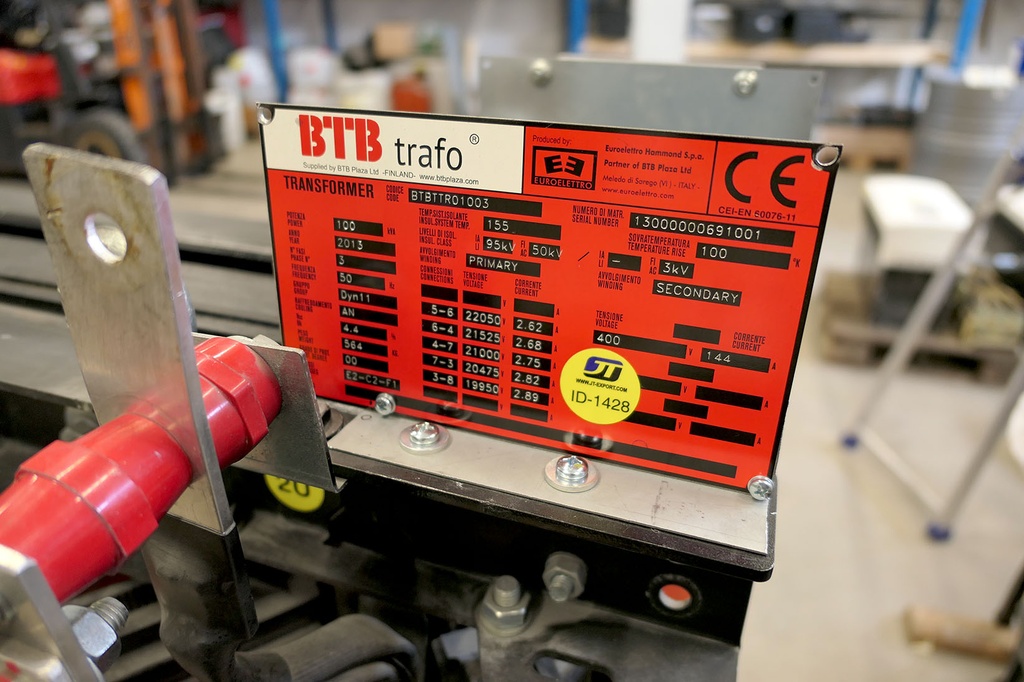 BTB trafo ®
Supplied by BTB Plaza Ltd -FINLAND- www.btbplaza.com
Produced by:
EE
EUROELETTRO
Euroelettro Hammond S.p.a.
Partner of BTB Plaza Ltd
Meledo di Sarego (VI) - ITALY -
www.euroelettro.com
CE
CEI-EN 50076-11
TRANSFORMER
CODICE
CODE
BTBTTR01003
NUMERO DI MATR.
SERIAL NUMBER
1300000691001
POTENZA
POWER
100
TEMP.SIST.ISOLANTE
INSUL.SYSTEM TEMP.
155
SOVRATEMPERATURA
TEMPERATURE RISE
100
°K
ANNO
YEAR
2013
LIVELLI DI ISOL.
INSUL. CLASS
95kV
FI
AC
50kV
/
–
FI
AC
3kV
N° FASI
PHASE N°
3
AVVOLGIMENTO
WINDING
PRIMARY
AVVOLGIMENTO
WINDING
SECONDARY
FREQUENZA
FREQUENCY
50
Hz
CONNESSIONI
CONNECTIONS
TENSIONE
VOLTAGE
CORRENTE
CURRENT
GRUPPO
GROUP
Dyn11
RAFFREDDAMENTO
COOLING
AN
4.4
564
00
E2-C2-F1
5-6 22050 2.62
6-4 21525 2.68
4-7 21000 2.75
7-3 20475 2.82
3-8 19950 2.89
TENSIONE
VOLTAGE
400
CORRENTE
CURRENT
144
JT
WWW.JT-EXPORT.COM
ID-1428
20